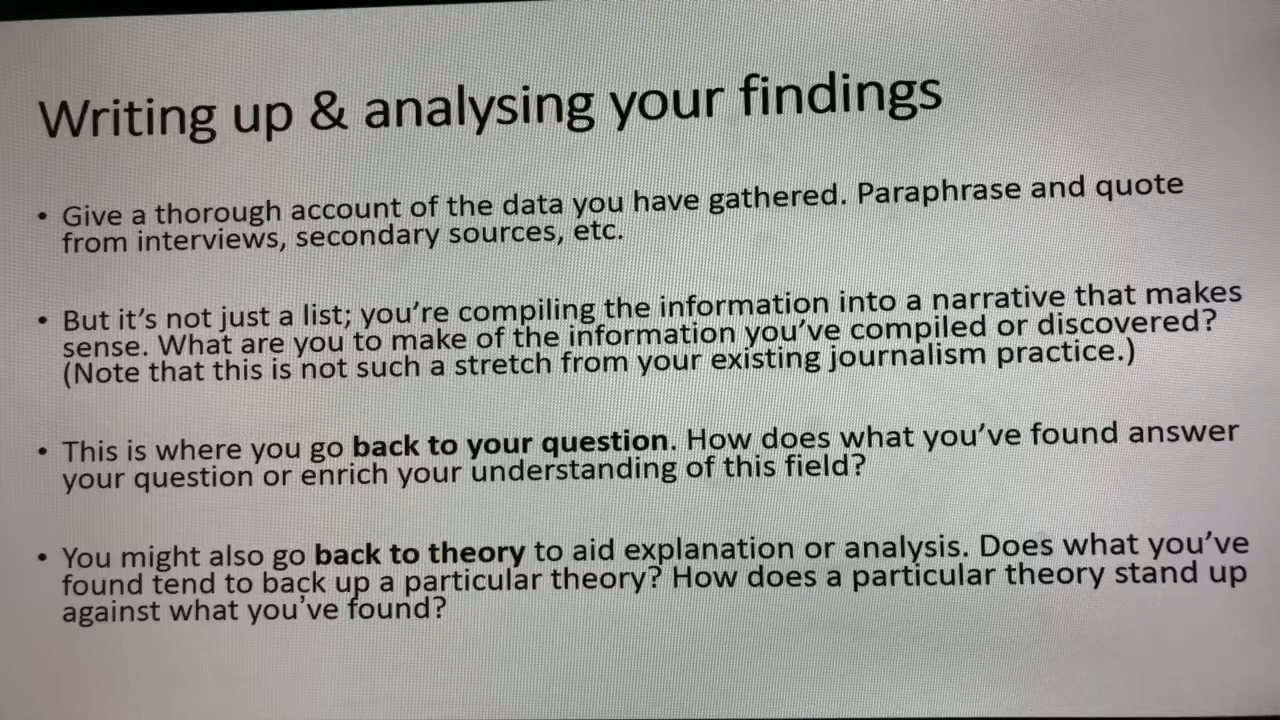 Writing up & analysing your findings
• Give a thorough account of the data you have gathered. Paraphrase and quote
from interviews, secondary sources, etc.
• But it's not just a list; you're compiling the information into a narrative that makes
sense. What are you to make of the information you've compiled or discovered?
(Note that this is not such a stretch from your existing journalism practice.)
• This is where you go back to your question. How does what you've found answer
your question or enrich your understanding of this field?
• You might also go back to theory to aid explanation or analysis. Does what you've
found tend to back up a particular theory? How does a particular theory stand up
against what you've found?